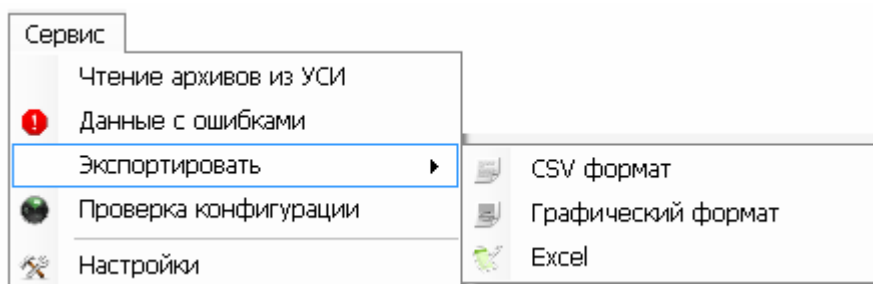 Сервис
Чтение архивов из УСИ
Данные с ошибками
Экспортировать
CSV формат
Проверка конфигурации
Графический формат
Настройки
Excel